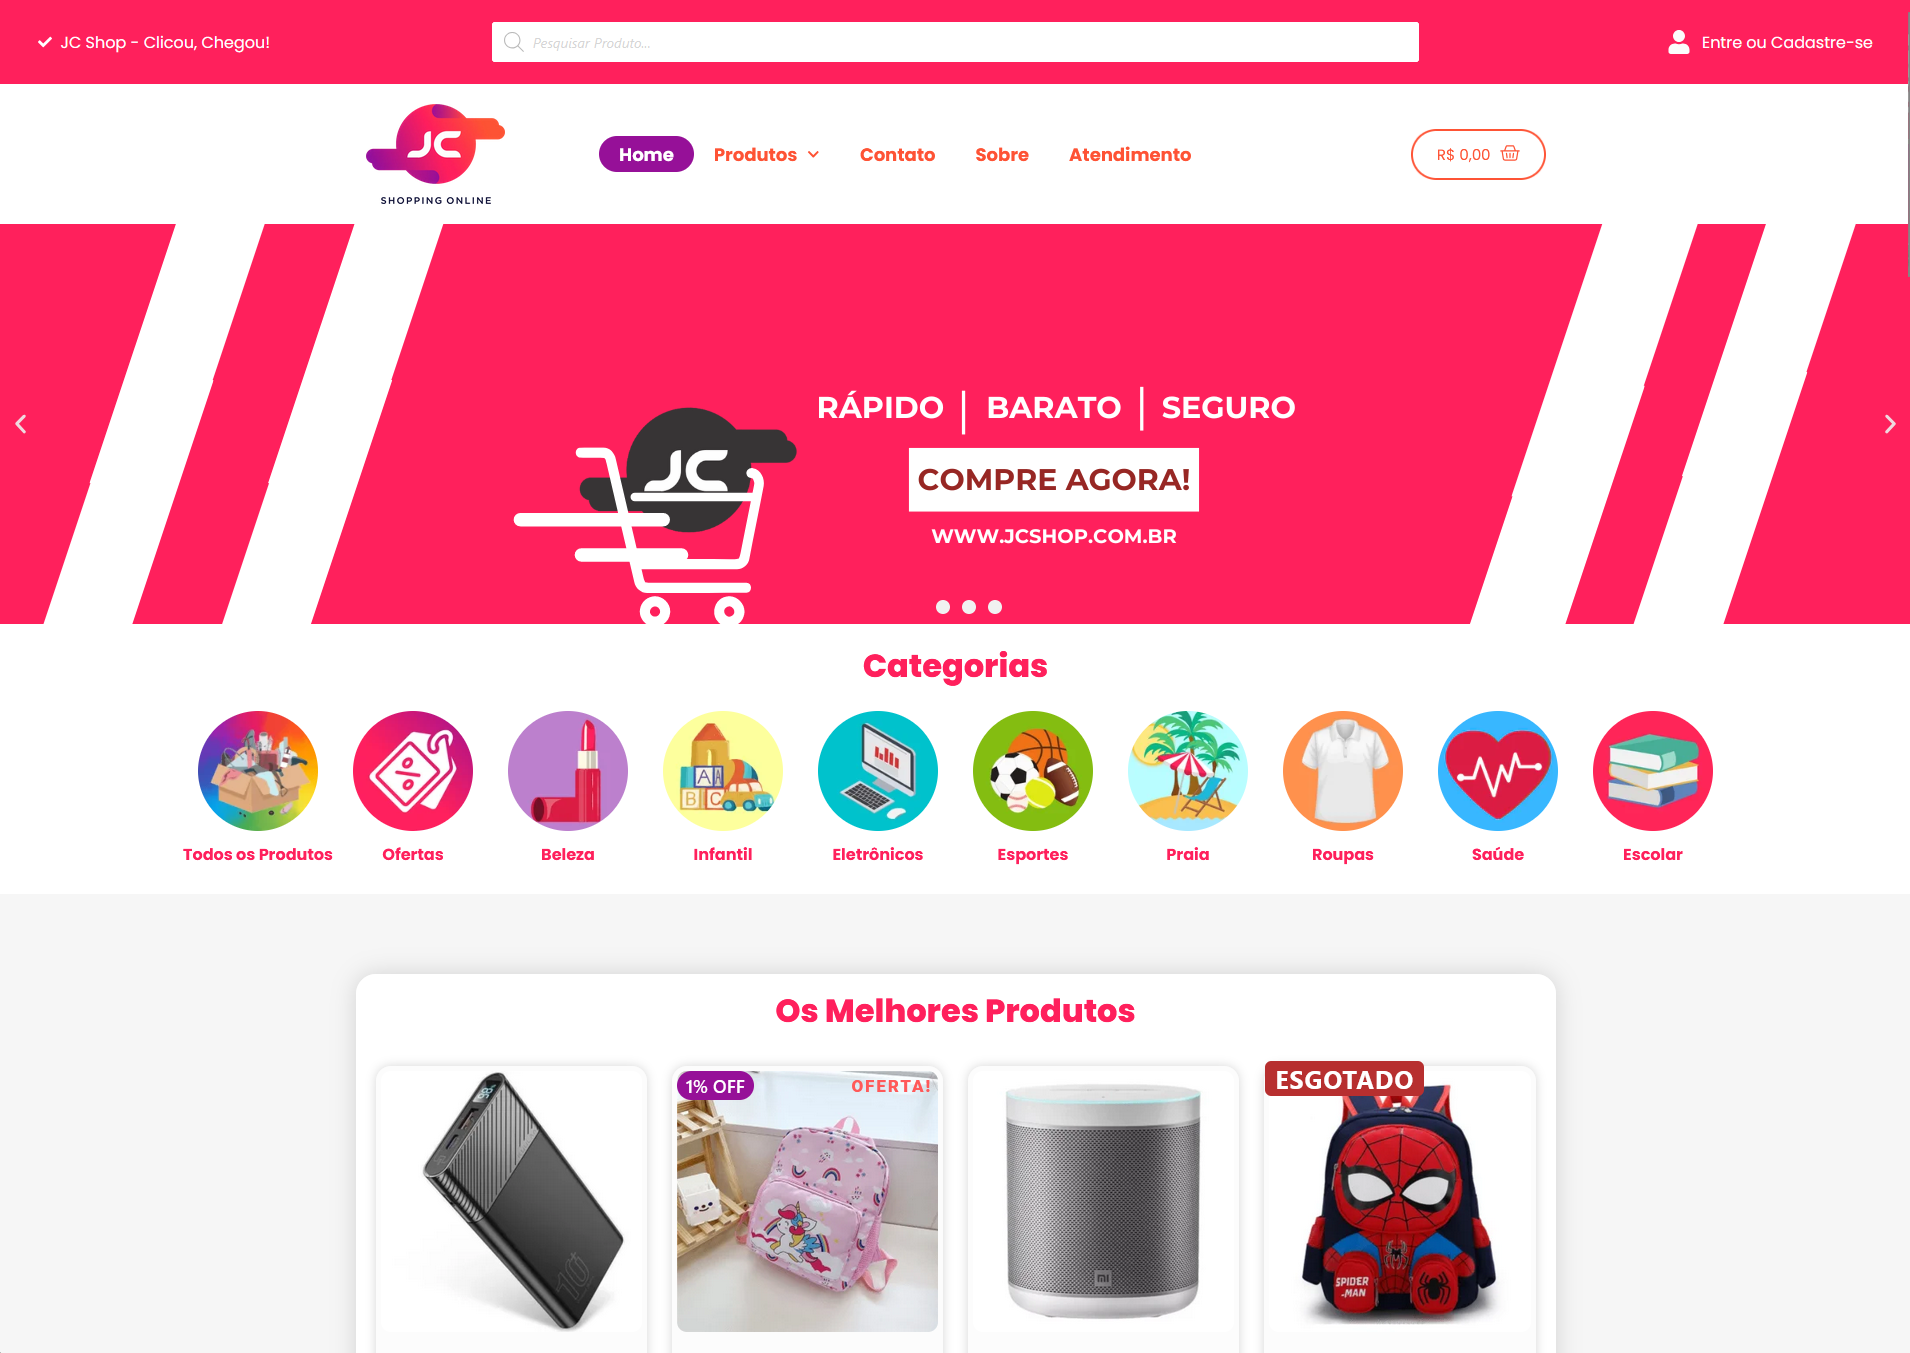 JC Shop - Clicou, Chegou!
Pesquisar Produto...
Entre ou Cadastre-se
JC
SHOPPING ONLINE
Home
Produtos
Contato
Sobre
Atendimento
R$ 0,00
RÁPIDO | BARATO | SEGURO
JC
COMPRE AGORA!
WWW.JCSHOP.COM.BR
Categorias
A A
B C
Todos os Produtos
Ofertas
Beleza
Infantil
Eletrônicos
Esportes
Praia
Roupas
Saúde
Escolar
Os Melhores Produtos
1% OFF
OFERTA!
ESGOTADO
10
mi
SPIDER
-MAN